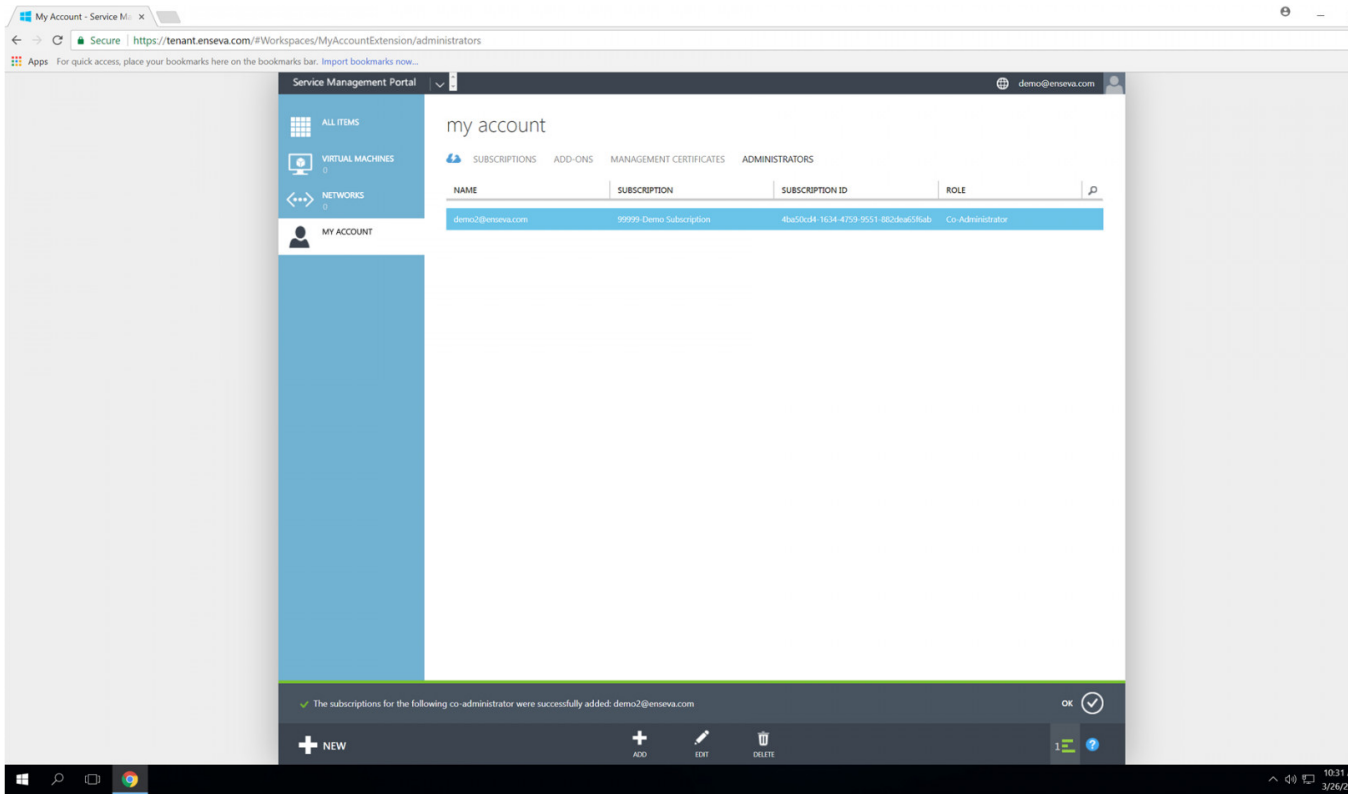 My Account - Service Ma
Secure https://tenant.enseva.com/#Workspaces/MyAccountExtension/administrators
Apps For quick access, place your bookmarks here on the bookmarks bar. Import bookmarks now...
Service Management Portal demo@enseva.com
ALL ITEMS
VIRTUAL MACHINES
0
NETWORKS
0
MY ACCOUNT
my account
SUBSCRIPTIONS ADD-ONS MANAGEMENT CERTIFICATES ADMINISTRATORS
NAME SUBSCRIPTION SUBSCRIPTION ID ROLE
demo2@enseva.com 99999-Demo Subscription 4ba50cd4-1634-4759-9551-882dea65f6ab Co-Administrator
The subscriptions for the following co-administrator were successfully added: demo2@enseva.com OK
NEW ADD EDIT DELETE 1 ?
10:31
3/26/2